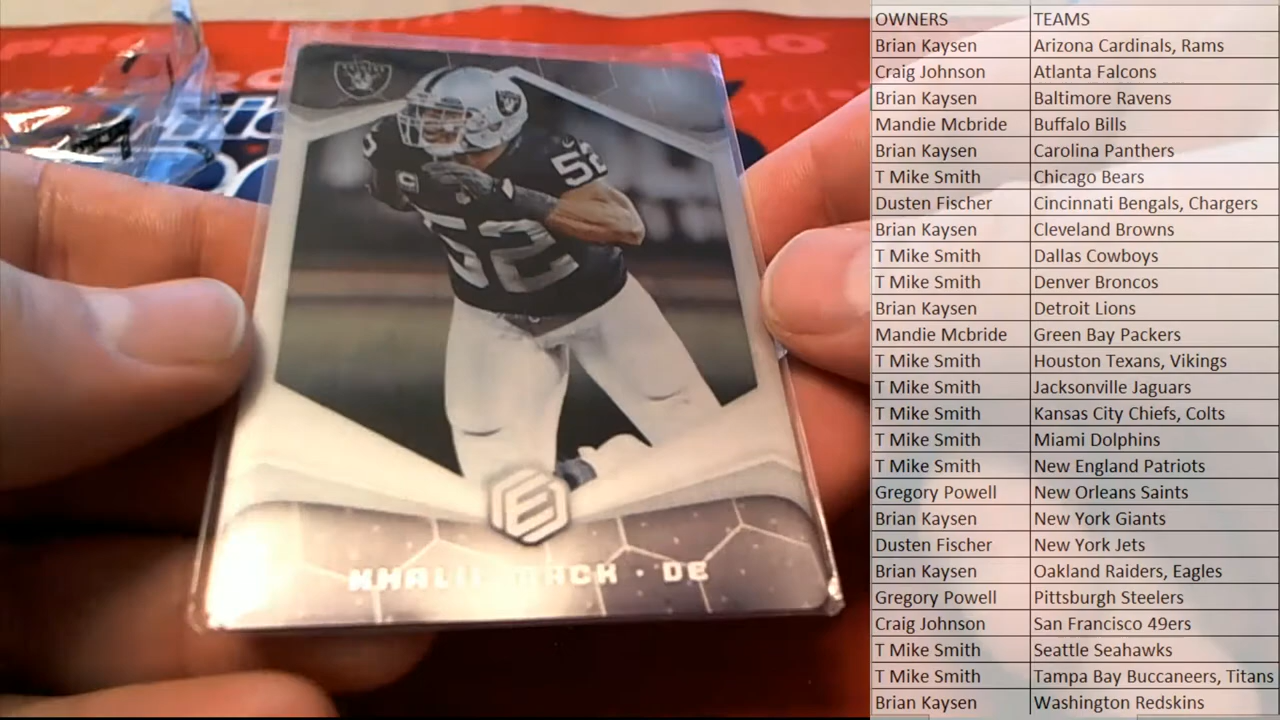 RAIDERS
52
52
C
KHALIL MACK · DE
PRO
OWNERS TEAMS
Brian Kaysen Arizona Cardinals, Rams
Craig Johnson Atlanta Falcons
Brian Kaysen Baltimore Ravens
Mandie Mcbride Buffalo Bills
Brian Kaysen Carolina Panthers
T Mike Smith Chicago Bears
Dusten Fischer Cincinnati Bengals, Chargers
Brian Kaysen Cleveland Browns
T Mike Smith Dallas Cowboys
T Mike Smith Denver Broncos
Brian Kaysen Detroit Lions
Mandie Mcbride Green Bay Packers
T Mike Smith Houston Texans, Vikings
T Mike Smith Jacksonville Jaguars
T Mike Smith Kansas City Chiefs, Colts
T Mike Smith Miami Dolphins
T Mike Smith New England Patriots
Gregory Powell New Orleans Saints
Brian Kaysen New York Giants
Dusten Fischer New York Jets
Brian Kaysen Oakland Raiders, Eagles
Gregory Powell Pittsburgh Steelers
Craig Johnson San Francisco 49ers
T Mike Smith Seattle Seahawks
T Mike Smith Tampa Bay Buccaneers, Titans
Brian Kaysen Washington Redskins